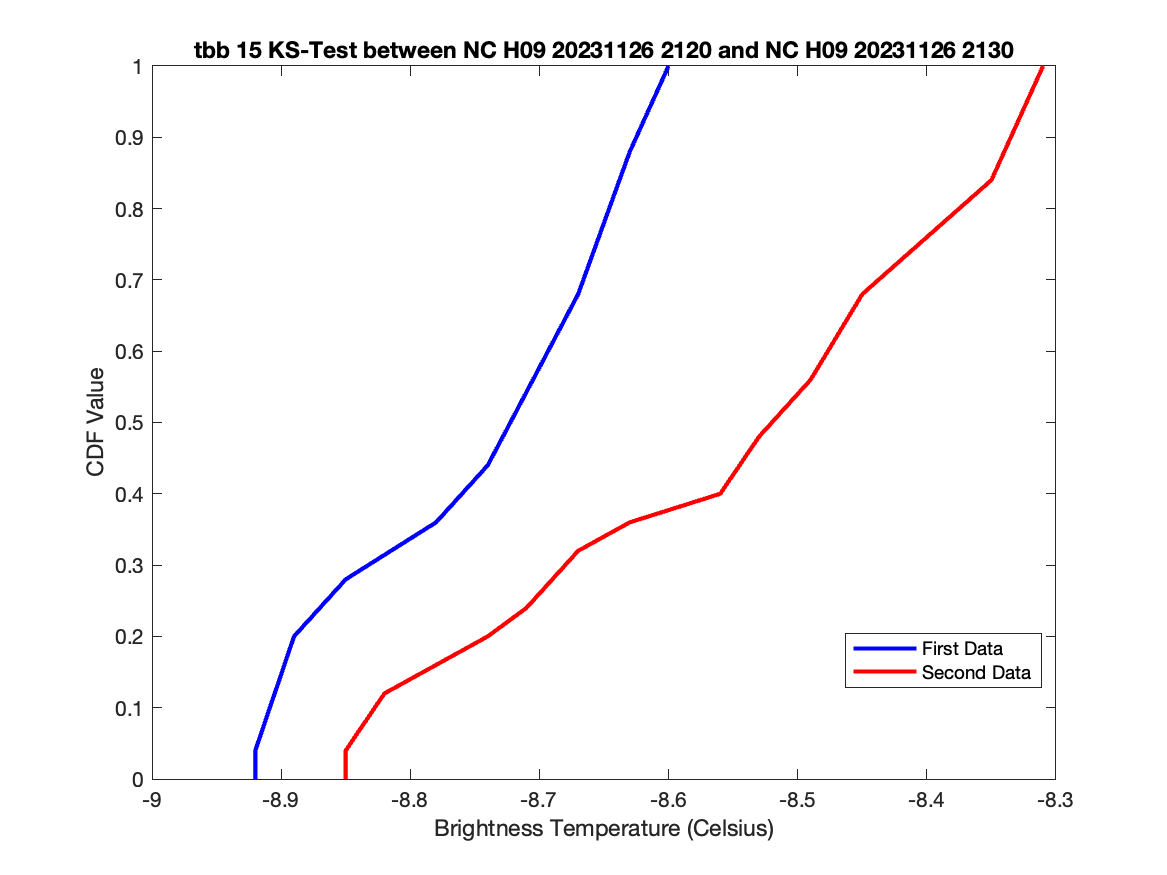 tbb 15 KS-Test between NC H09 20231126 2120 and NC H09 20231126 2130
1
0.9
0.8
0.7
0.6
0.5
0.4
0.3
0.2
0.1
0
CDF Value
First Data
Second Data
-9 -8.9 -8.8 -8.7 -8.6 -8.5 -8.4 -8.3
Brightness Temperature (Celsius)